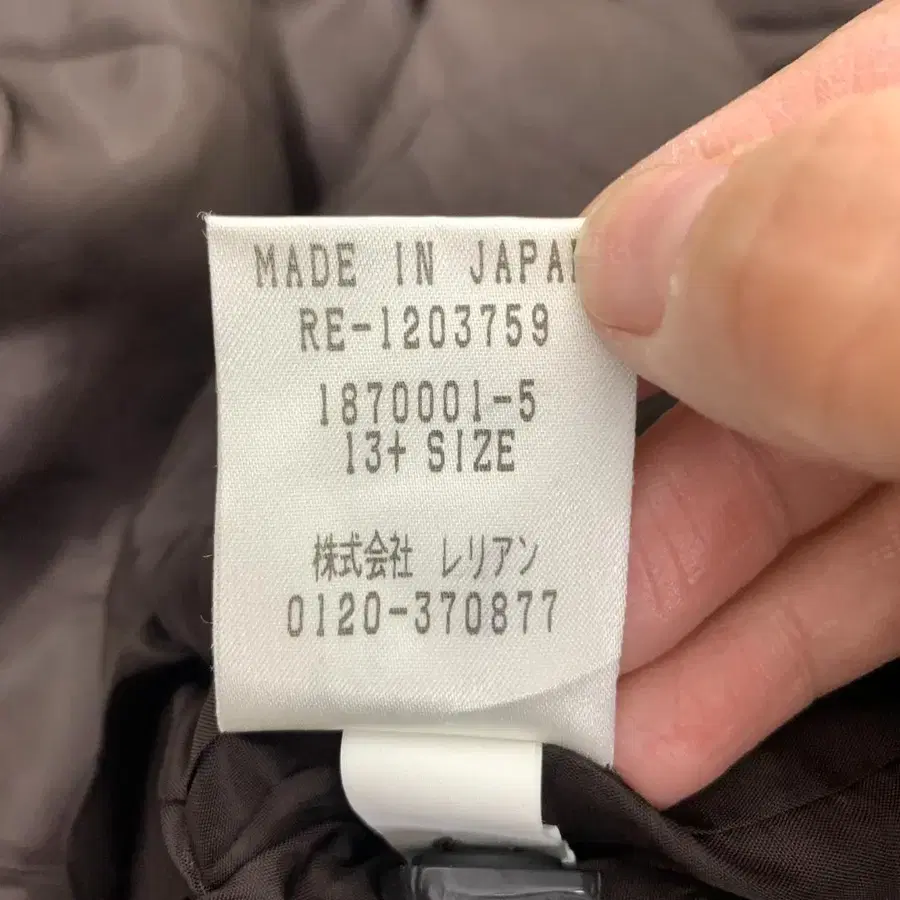 MADE IN JAPAN
RE-1203759
1870001-5
13+ SIZE
株式会社 レリアン
0120-370877